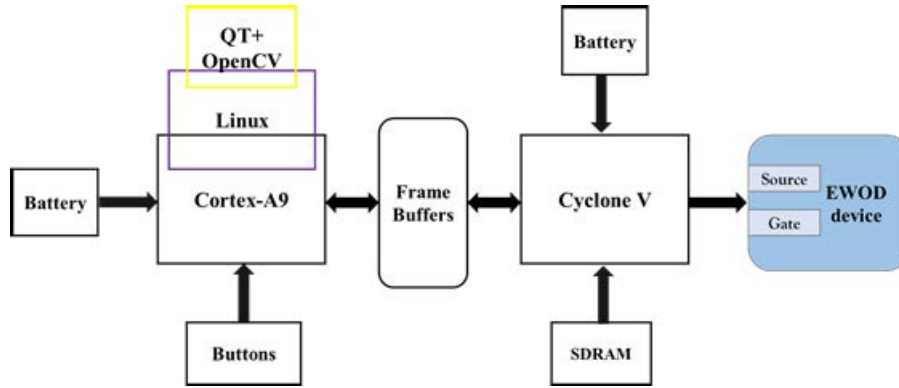 QT+
OpenCV
Linux
Battery
Cortex-A9
Buttons
Frame
Buffers
Battery
Cyclone V
SDRAM
Source
Gate
EWOD
device